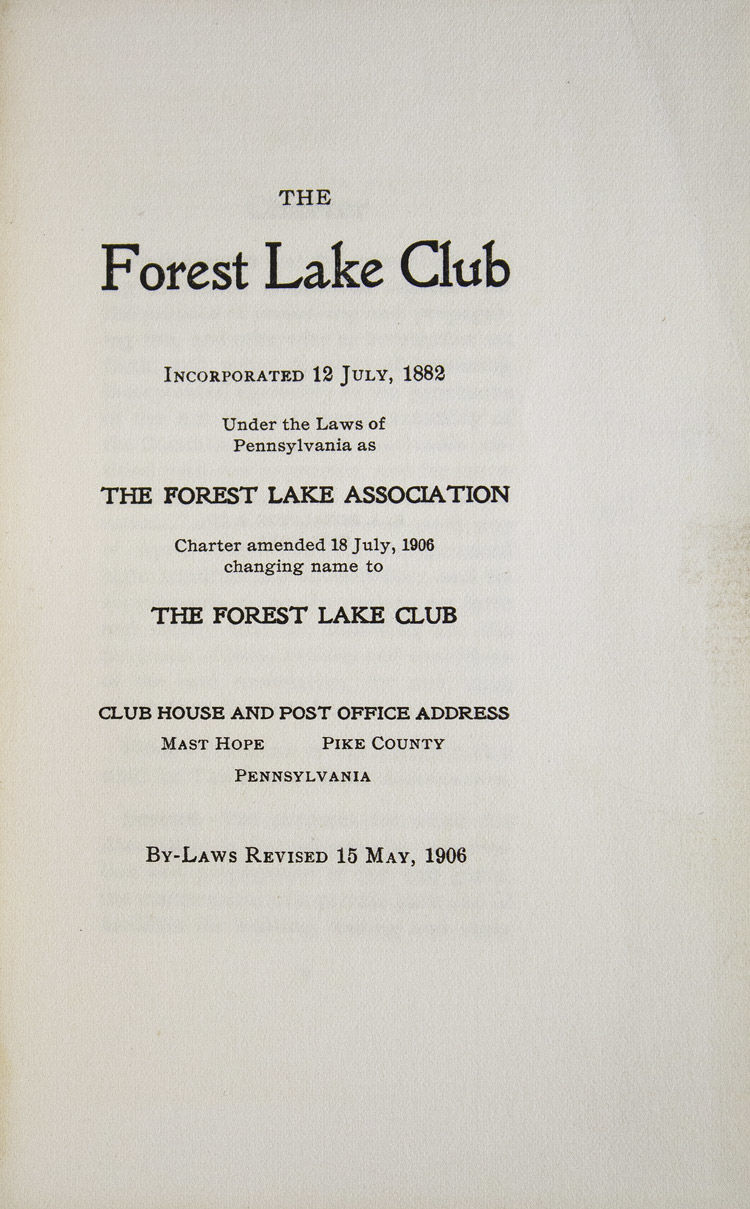 THE
Forest Lake Club
INCORPORATED 12 JULY, 1882
Under the Laws of
Pennsylvania as
THE FOREST LAKE ASSOCIATION
Charter amended 18 July, 1906
changing name to
THE FOREST LAKE CLUB
CLUB HOUSE AND POST OFFICE ADDRESS
MAST HOPE PIKE COUNTY
PENNSYLVANIA
BY-LAWS REVISED 15 MAY, 1906